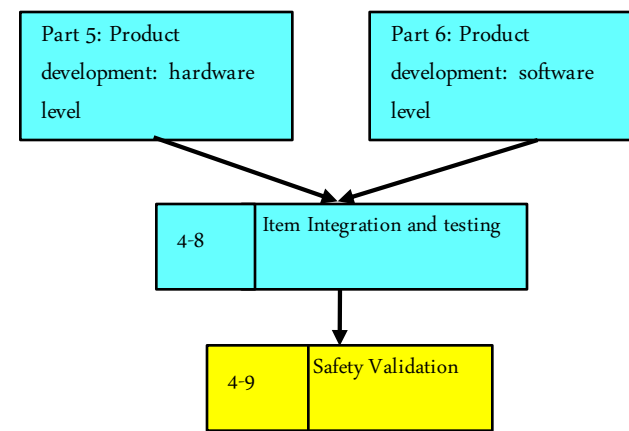 Part 5: Product
development: hardware
level
Part 6: Product
development: software
level
4-8
Item Integration and testing
4-9
Safety Validation